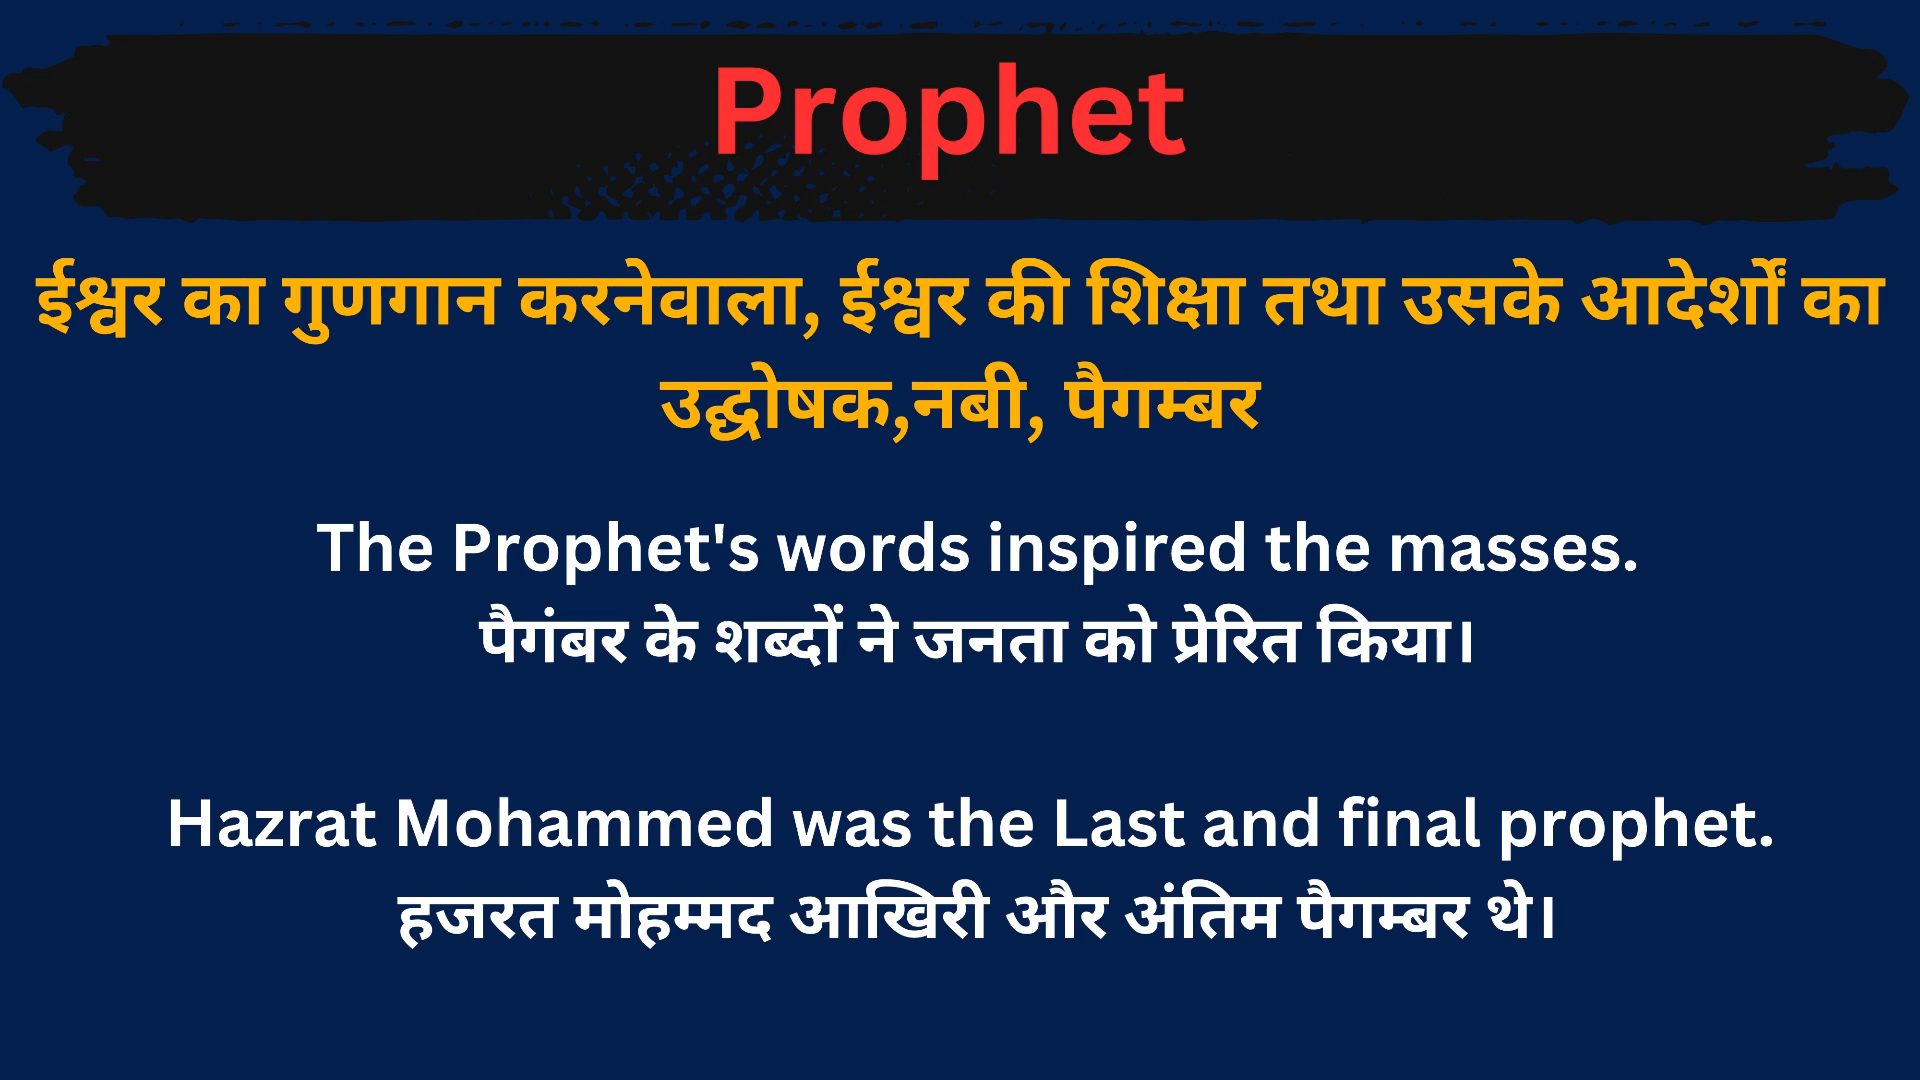 Prophet
ईश्वर का गुणगान करनेवाला, ईश्वर की शिक्षा तथा उसके आदेर्शों का
उद्घोषक,नबी, पैगम्बर
The Prophet's words inspired the masses.
पैगंबर के शब्दों ने जनता को प्रेरित किया।
Hazrat Mohammed was the Last and final prophet.
हजरत मोहम्मद आखिरी और अंतिम पैगम्बर थे।